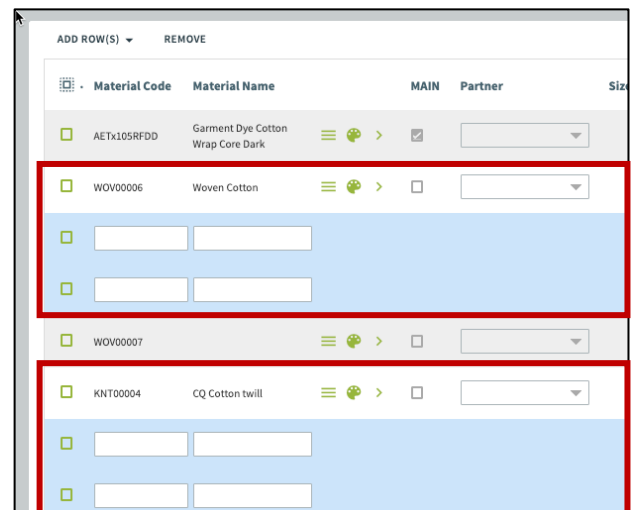 ADD ROW(S) REMOVE
Material Code Material Name MAIN Partner
AETx105RFDD Garment Dye Cotton
Wrap Core Dark
WOV00006 Woven Cotton
WOV00007
KNT00004 CQ Cotton twill